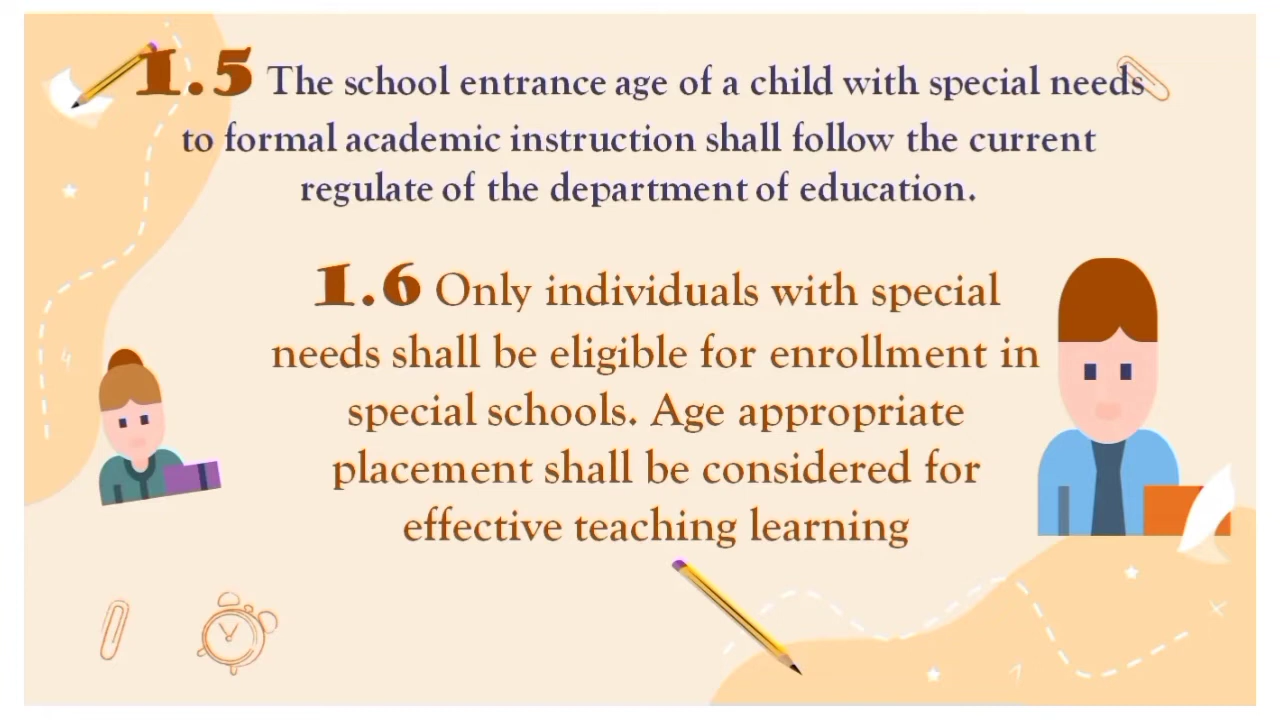 1.5 The school entrance age of a child with special needs
to formal academic instruction shall follow the current
regulate of the department of education.
1.6 Only individuals with special
needs shall be eligible for enrollment in
special schools. Age appropriate
placement shall be considered for
effective teaching learning